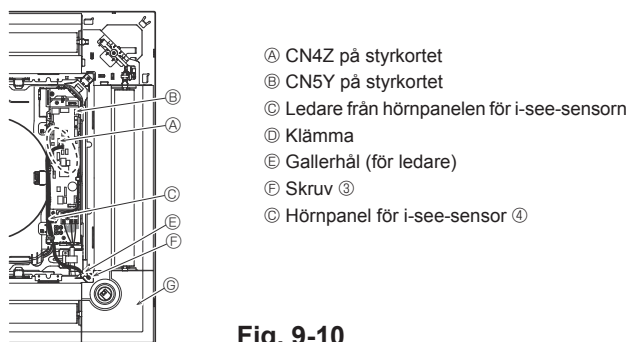 Ⓑ
Ⓐ
Ⓒ
Ⓔ
Ⓕ
Ⓖ
Ⓐ CN4Z på styrkortet
Ⓑ CN5Y på styrkortet
Ⓒ Ledare från hörnpanelen för i-see-sensorn
Ⓓ Klämma
Ⓔ Gallerhål (för ledare)
Ⓕ Skruv ③
Ⓒ Hörnpanel för i-see-sensor ④
Fig. 9-10